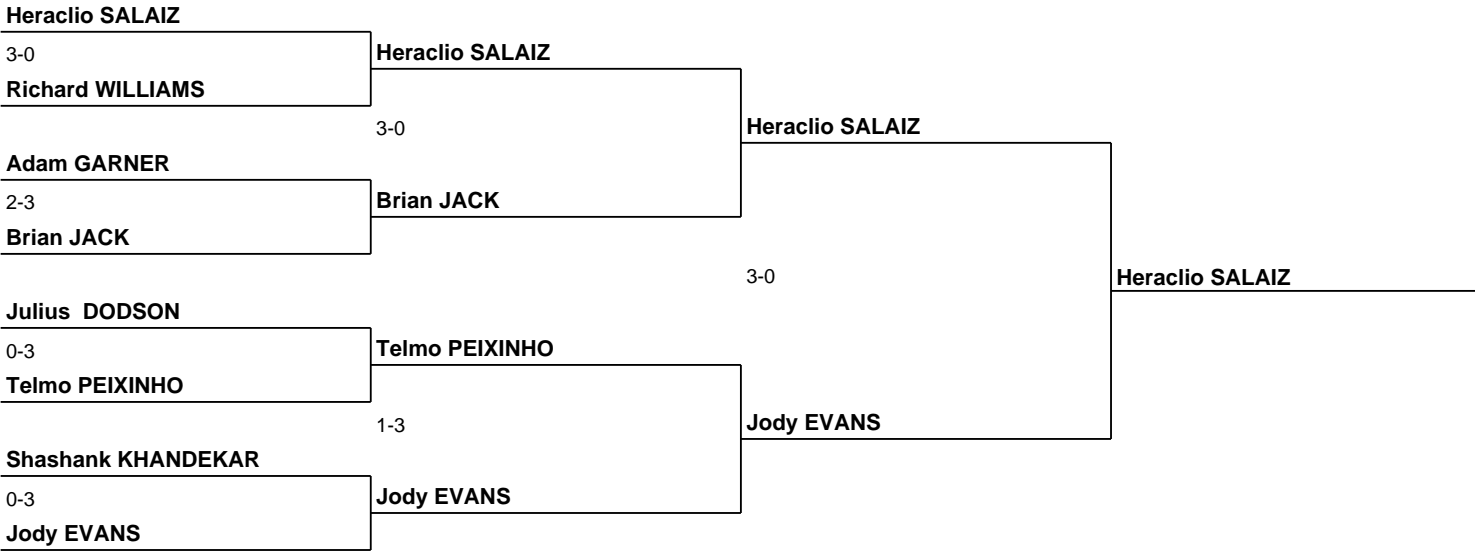 Heraclio SALAIZ
3-0
Heraclio SALAIZ
Richard WILLIAMS
3-0
Heraclio SALAIZ
Adam GARNER
2-3
Brian JACK
Brian JACK
3-0
Heraclio SALAIZ
Julius  DODSON
0-3
Telmo PEIXINHO
Telmo PEIXINHO
1-3
Jody EVANS
Shashank KHANDEKAR
0-3
Jody EVANS
Jody EVANS